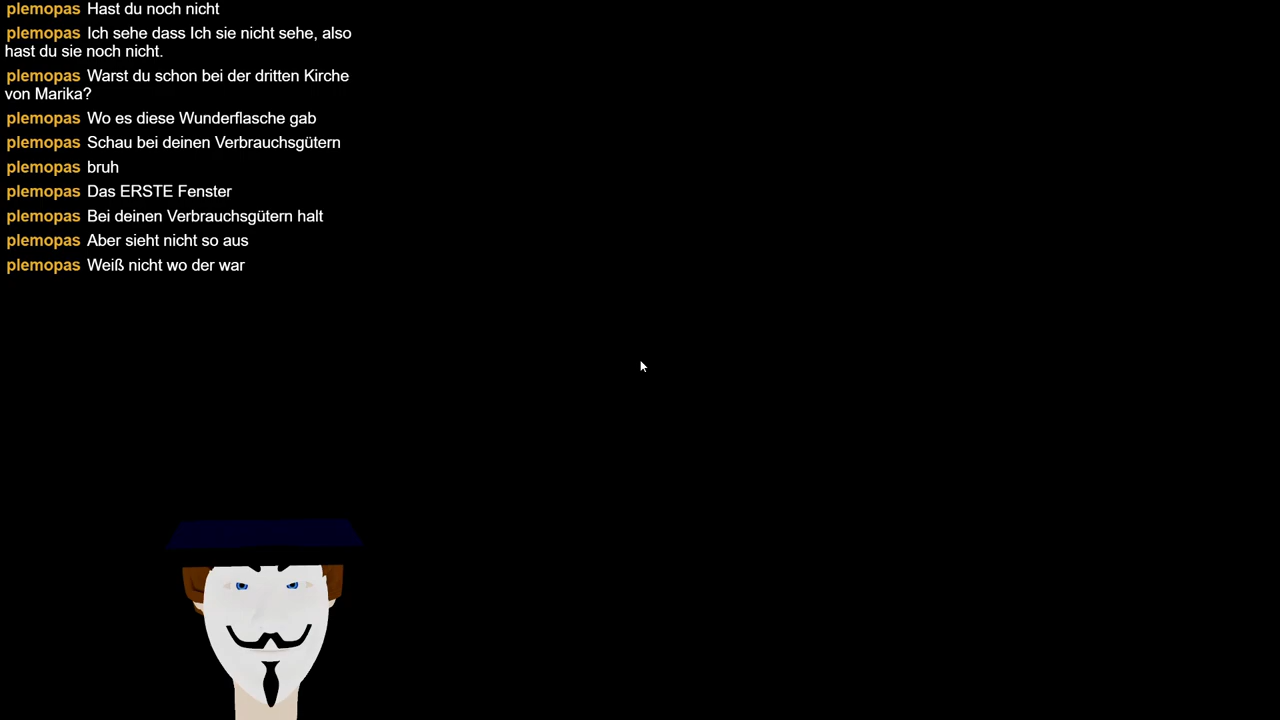 plemopas Hast du noch nicht
plemopas Ich sehe dass Ich sie nicht sehe, also
hast du sie noch nicht.
plemopas Warst du schon bei der dritten Kirche
von Marika?
plemopas Wo es diese Wunderflasche gab
plemopas Schau bei deinen Verbrauchsgütern
plemopas bruh
plemopas Das ERSTE Fenster
plemopas Bei deinen Verbrauchsgütern halt
plemopas Aber sieht nicht so aus
plemopas Weiß nicht wo der war